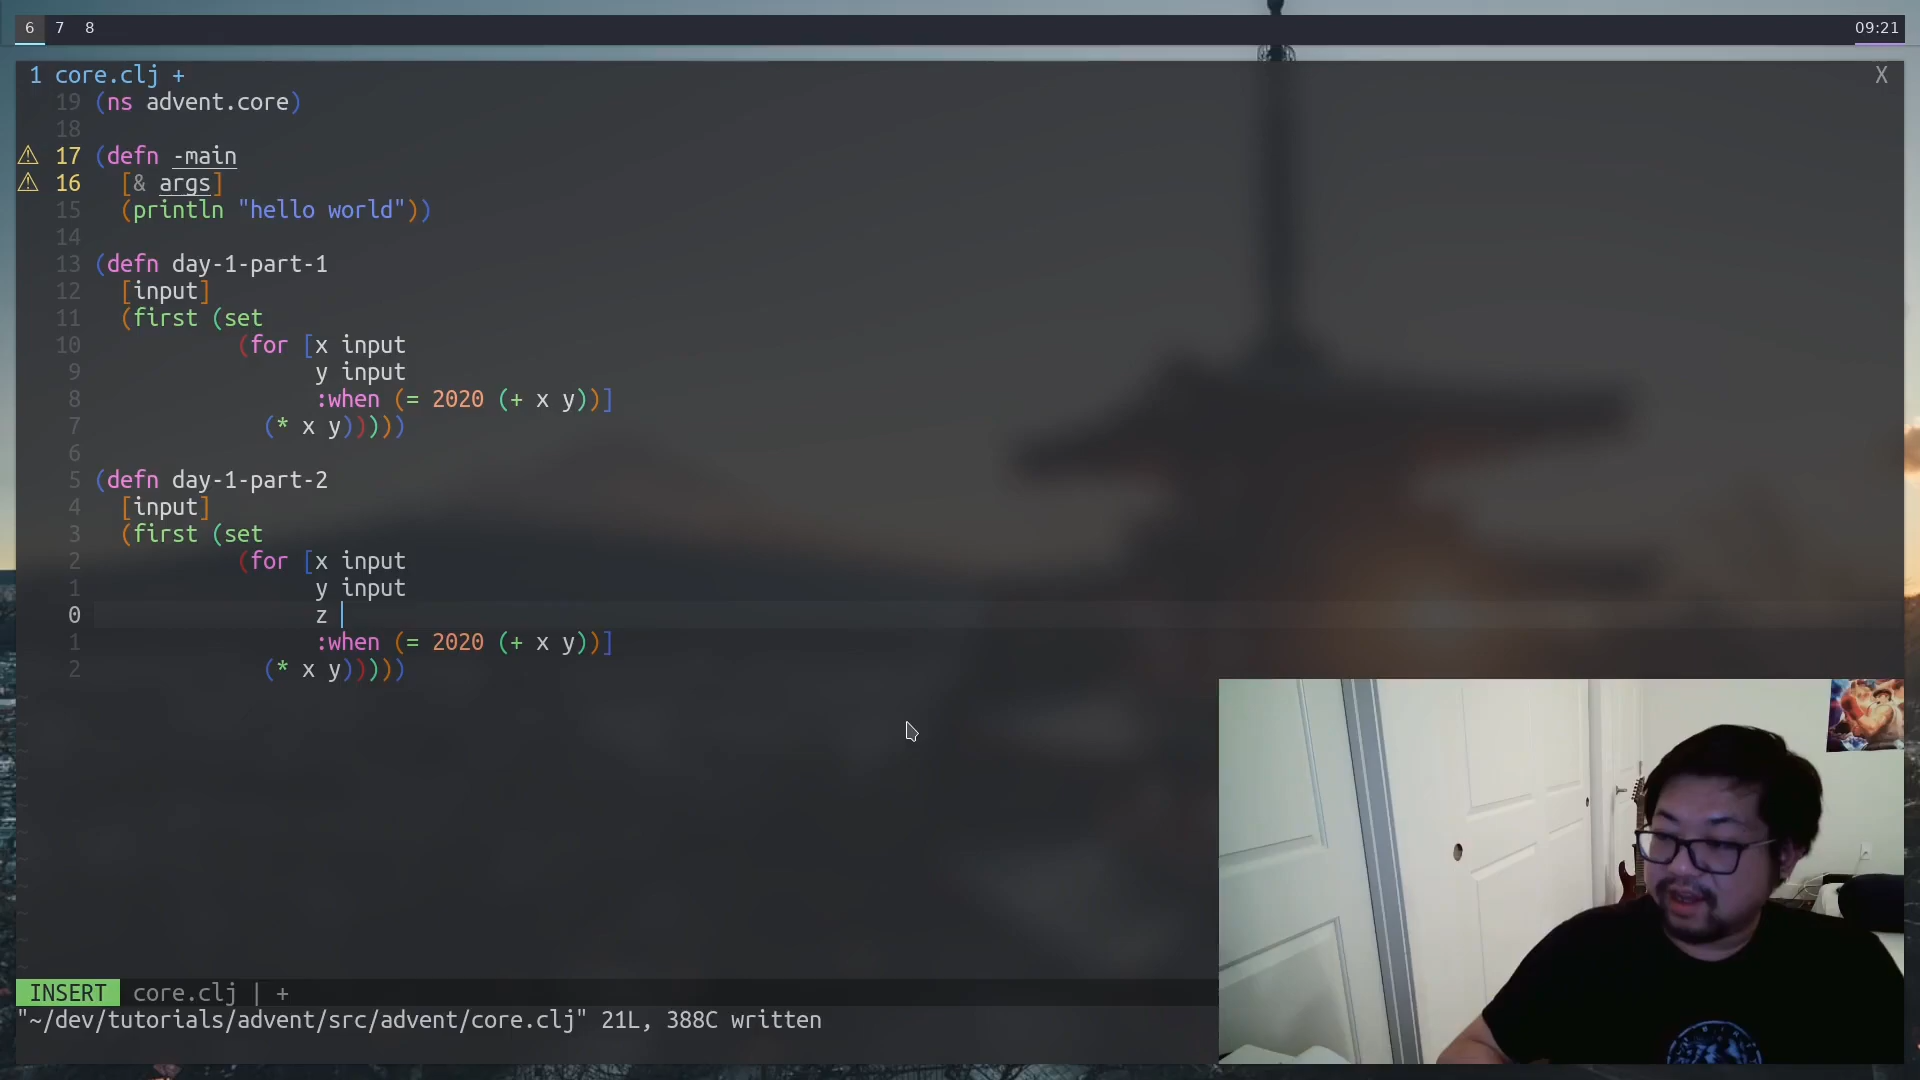 6 7 8 09:21
1 core.clj + X
19 (ns advent.core)
18
⚠ 17 (defn -main
⚠ 16 [& args]
15 (println "hello world"))
14
13 (defn day-1-part-1
12 [input]
11 (first (set
10 (for [x input
9 y input
8 :when (= 2020 (+ x y))]
7 (* x y)))))
6
5 (defn day-1-part-2
4 [input]
3 (first (set
2 (for [x input
1 y input
0 z
1 :when (= 2020 (+ x y))]
2 (* x y)))))
INSERT core.clj | +
"~/dev/tutorials/advent/src/advent/core.clj" 21L, 388C written